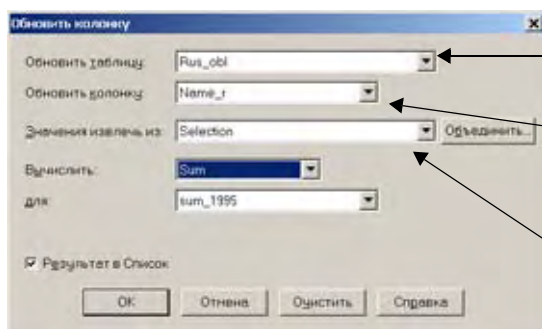 Обновить колонку
Обновить таблицу: Rus_obl
Обновить колонку: Name_r
Значения извлечь из: Selection Объединить...
Вычислить: Sum
для: sum_1995
Результат в Список
ОК Отмена Очистить Справка